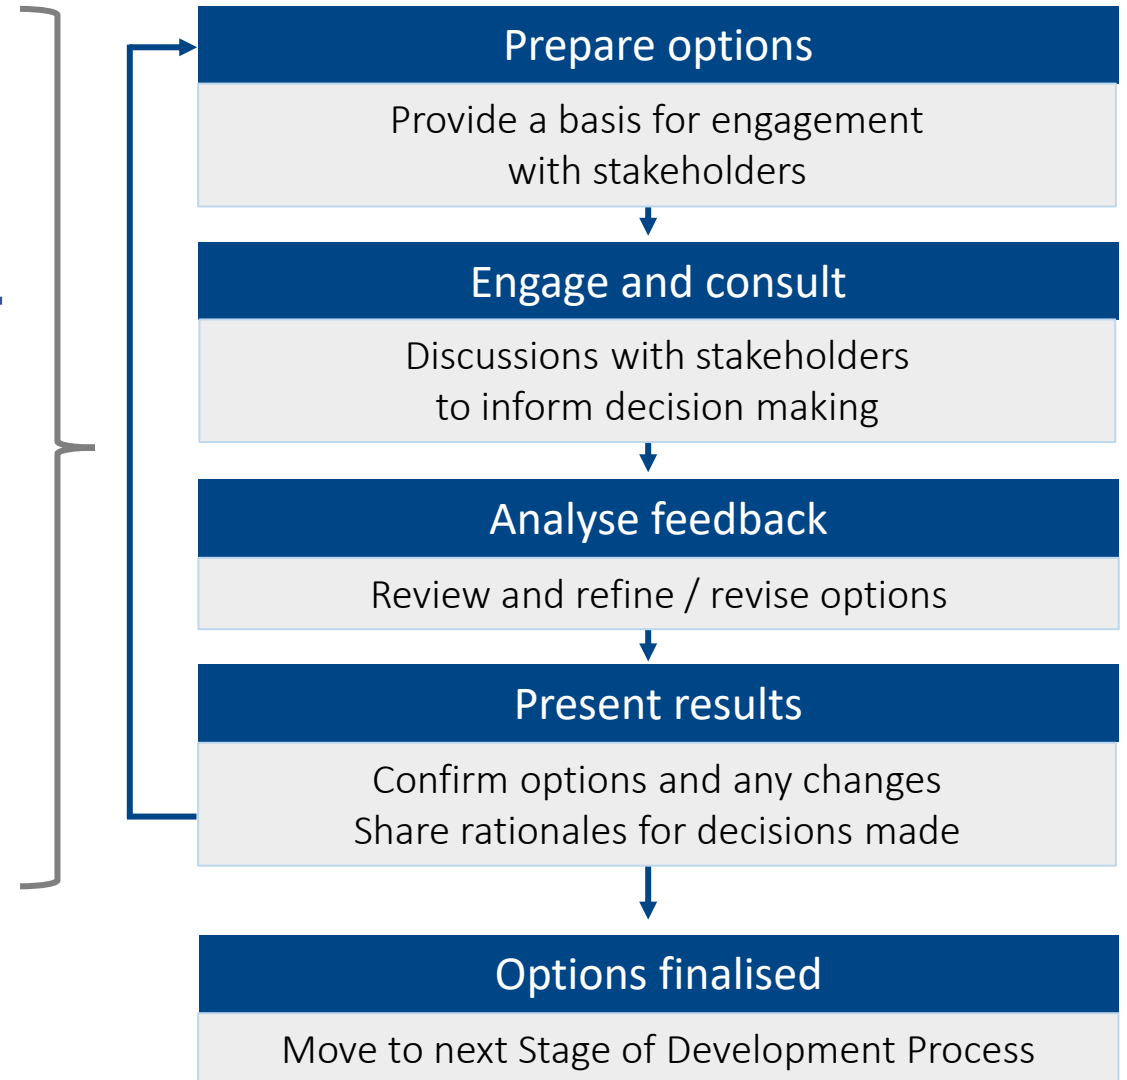 Prepare options
Provide a basis for engagement
with stakeholders
Engage and consult
Discussions with stakeholders
to inform decision making
Analyse feedback
Review and refine / revise options
Present results
Confirm options and any changes
Share rationales for decisions made
Options finalised
Move to next Stage of Development Process